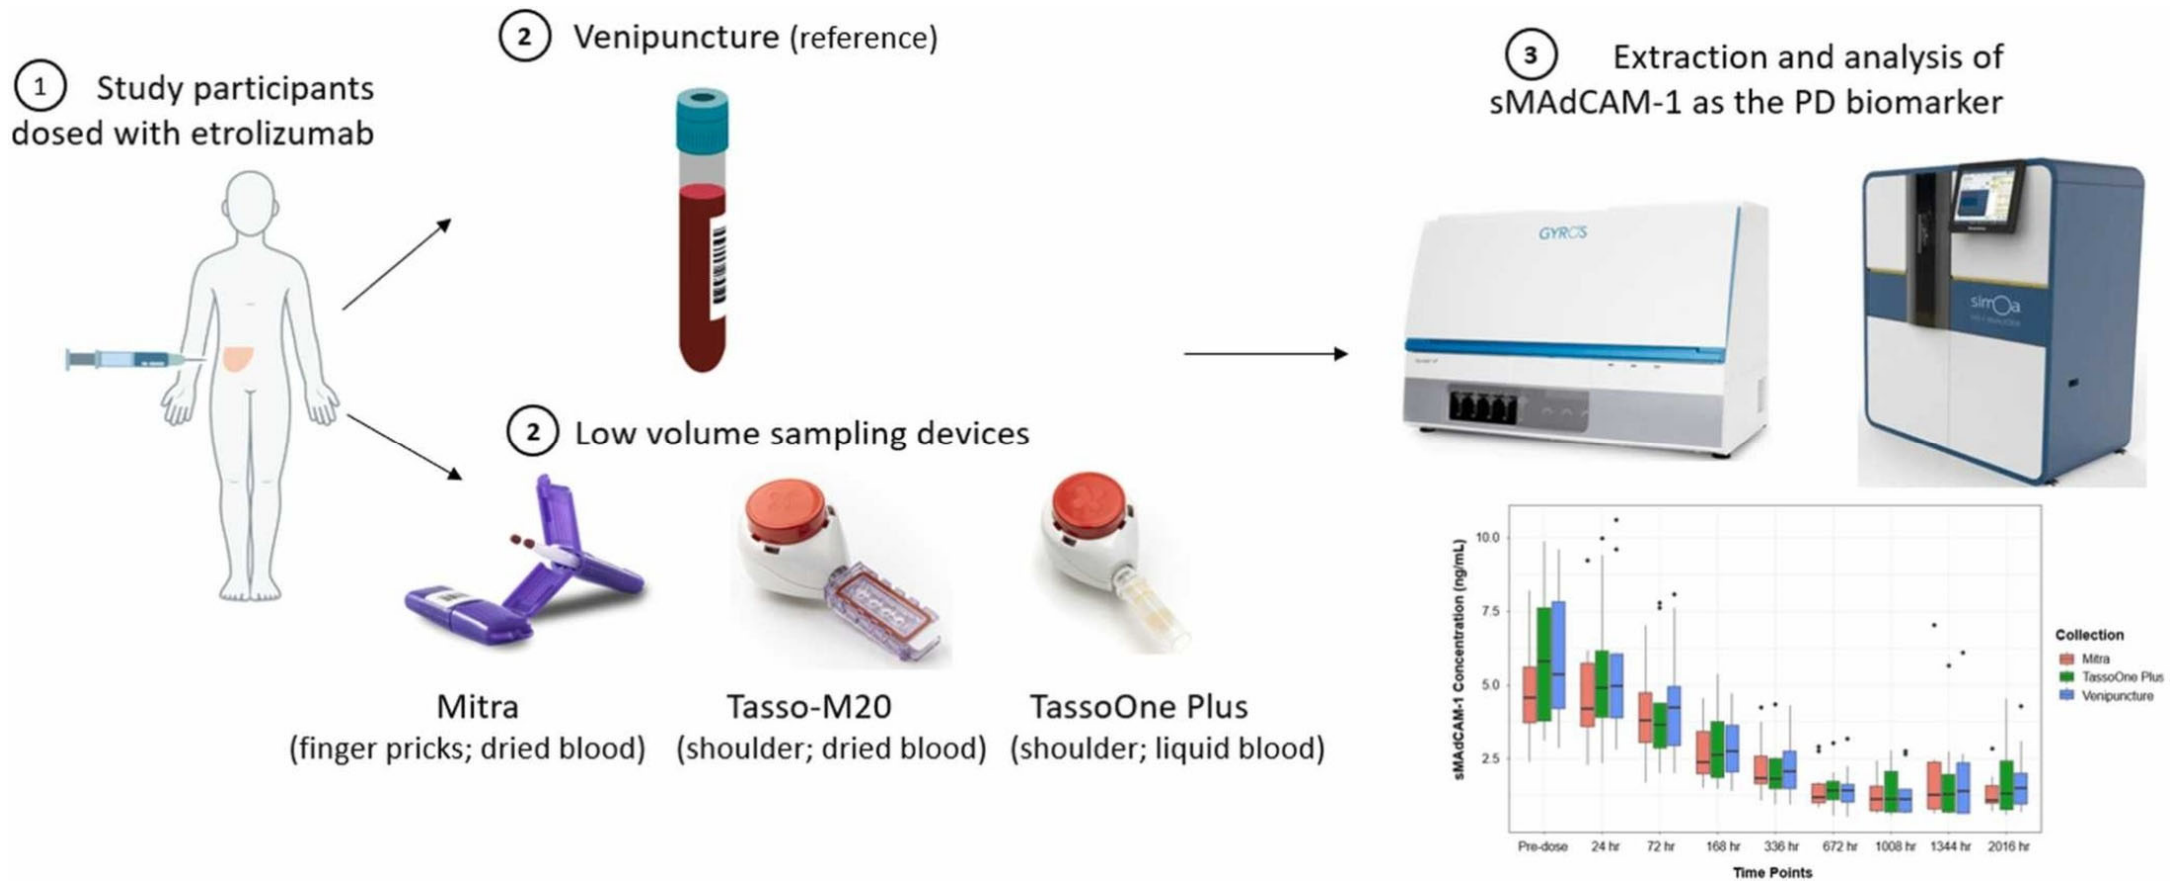 1 Study participants
dosed with etrolizumab
2 Venipuncture (reference)
2 Low volume sampling devices
Mitra
(finger pricks; dried blood)
Tasso-M20
(shoulder; dried blood)
TassoOne Plus
(shoulder; liquid blood)
3 Extraction and analysis of
sMAdCAM-1 as the PD biomarker
GYROS
simoa
sMAdCAM-1 Concentration (ng/mL)
10.0
7.5
5.0
2.5
Pre-dose 24 hr 72 hr 168 hr 336 hr 672 hr 1008 hr 1344 hr 2016 hr
Time Points
Collection
Mitra
TassoOne Plus
Venipuncture